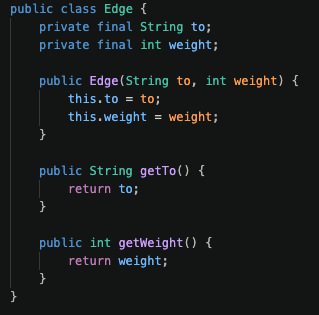 public class Edge {
    private final String to;
    private final int weight;

    public Edge(String to, int weight) {
        this.to = to;
        this.weight = weight;
    }

    public String getTo() {
        return to;
    }

    public int getWeight() {
        return weight;
    }
}